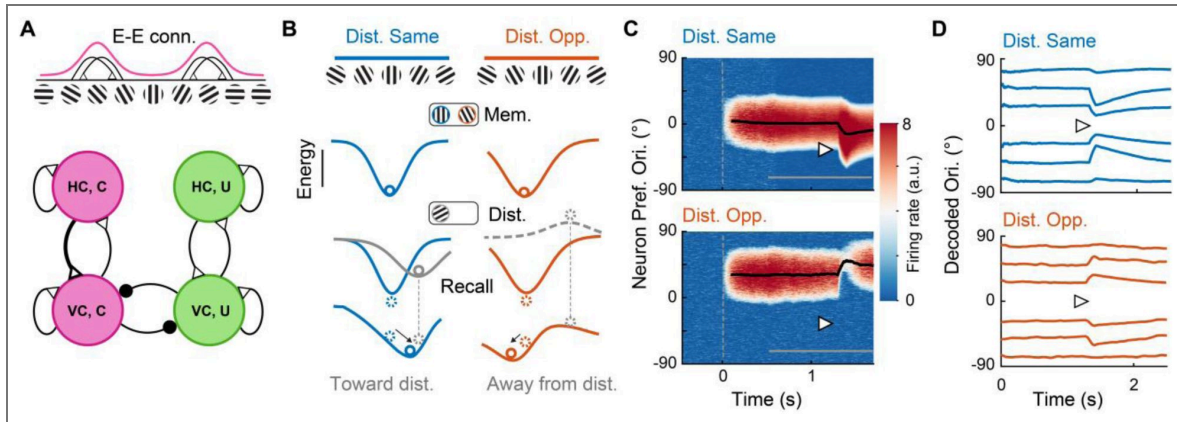 A
E-E conn.
HC, C
HC, U
VC, C
VC, U
B
Dist. Same
Dist. Opp.
Mem.
Energy
Dist.
Recall
Toward dist.
Away from dist.
C
Dist. Same
90
0
-90
Dist. Opp.
90
0
-90
0
1
Time (s)
Neuron Pref. Ori. (°)
8
0
Firing rate (a.u.)
D
Dist. Same
90
0
-90
Dist. Opp.
90
0
-90
0
2
Time (s)
Decoded Ori. (°)